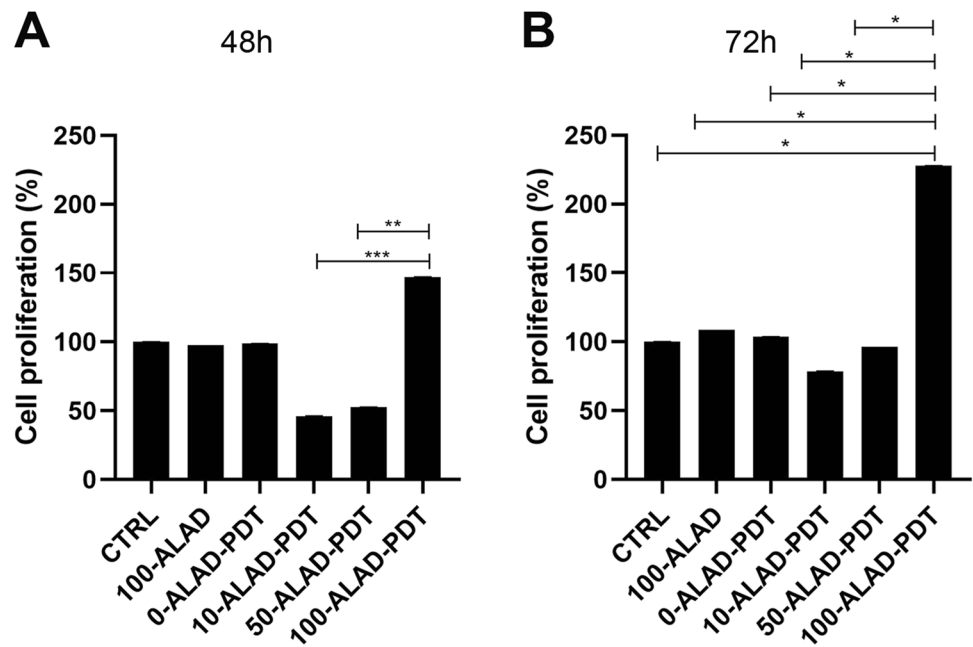 A
48h
***
**
Cell proliferation (%)
250
200
150
100
50
0
CTRL
100-ALAD
0-ALAD-PDT
10-ALAD-PDT
50-ALAD-PDT
100-ALAD-PDT
B
72h
*
*
*
*
*
Cell proliferation (%)
250
200
150
100
50
0
CTRL
100-ALAD
0-ALAD-PDT
10-ALAD-PDT
50-ALAD-PDT
100-ALAD-PDT